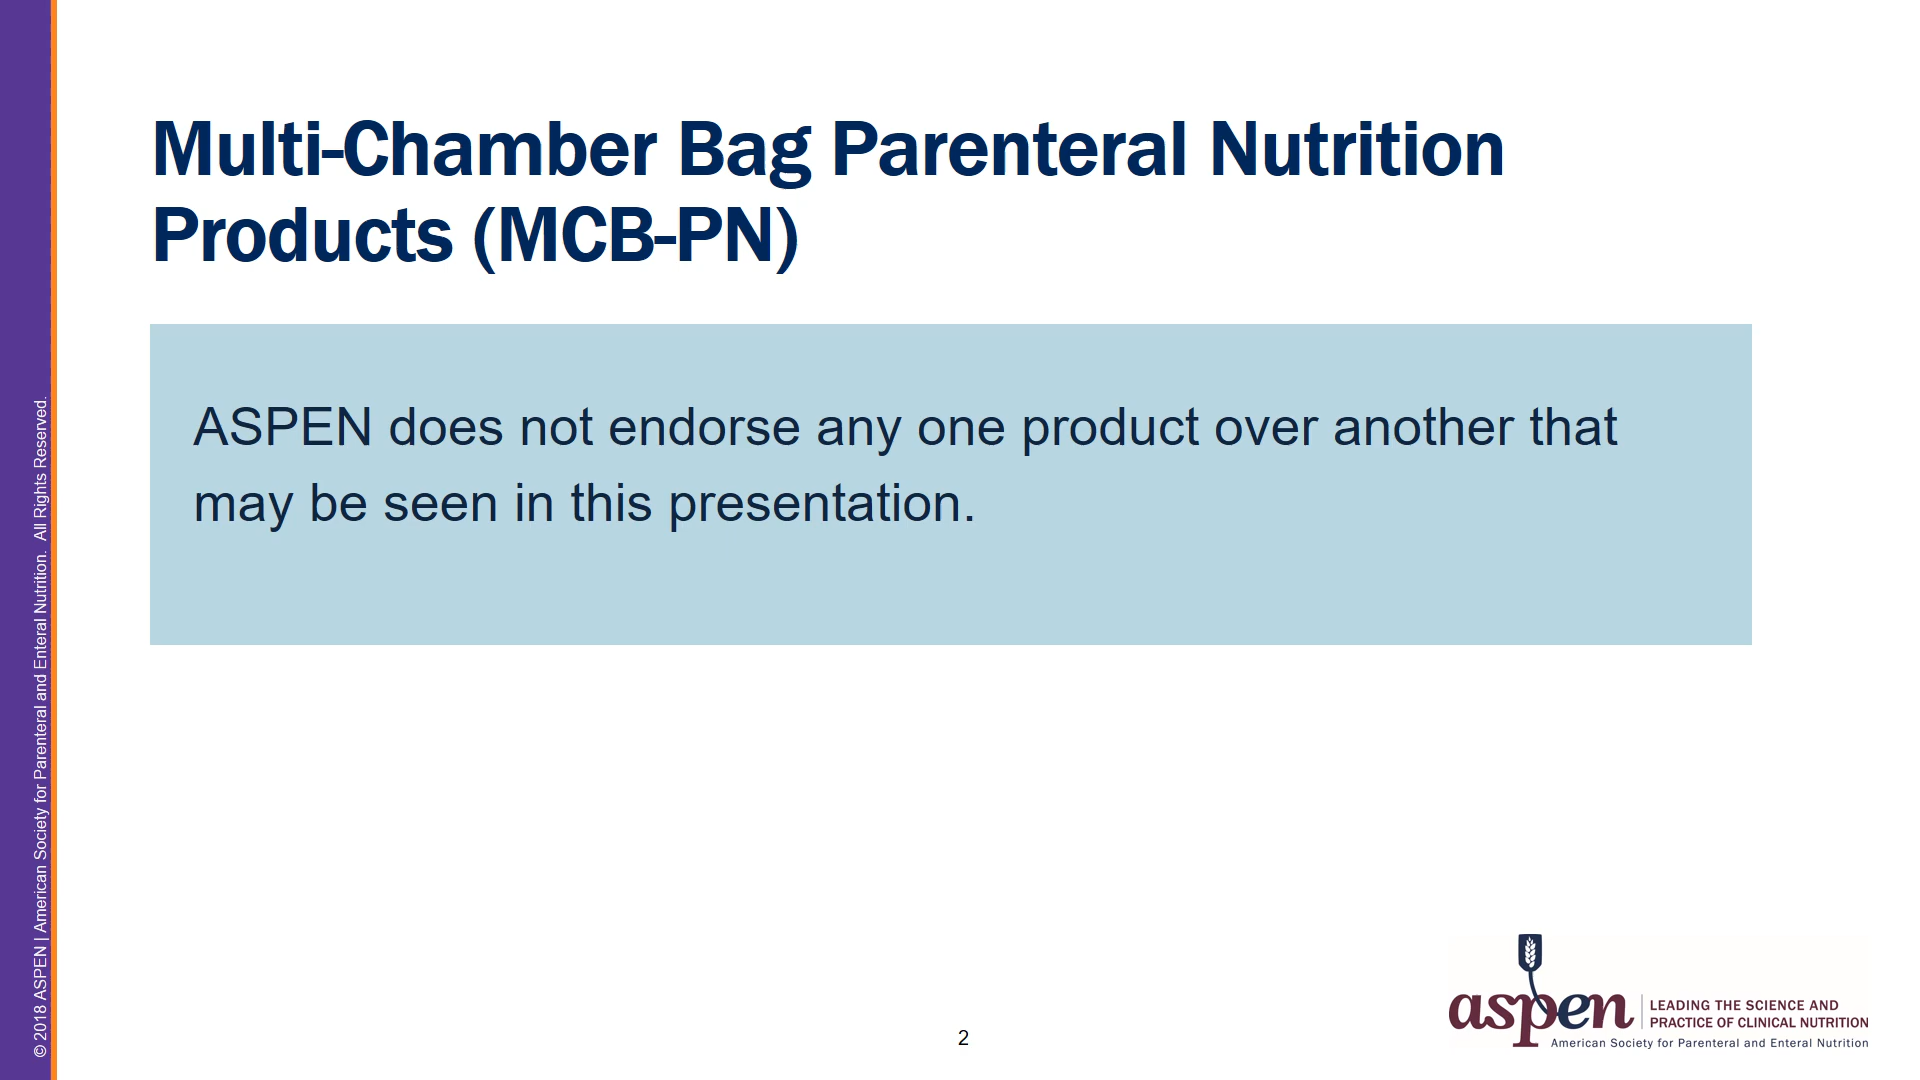 Multi-Chamber Bag Parenteral Nutrition
Products (MCB-PN)
ASPEN does not endorse any one product over another that
may be seen in this presentation.
© 2018 ASPEN | American Society for Parenteral and Enteral Nutrition. All Rights Reserved.
2
aspen
LEADING THE SCIENCE AND
PRACTICE OF CLINICAL NUTRITION
American Society for Parenteral and Enteral Nutrition